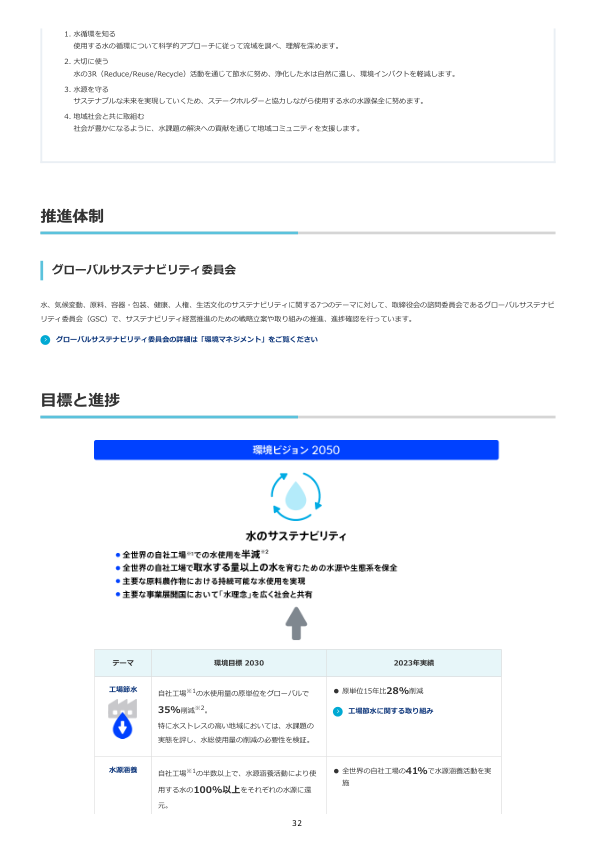 1. 水循環を知る
使用する水の循環について科学的アプローチに従って流域を調べ、理解を深めます。
2. 大切に使う
水の3R（Reduce/Reuse/Recycle）活動を通じて節水に努め、浄化した水は自然に還し、環境インパクトを軽減します。
3. 水源を守る
サステナブルな未来を実現していくため、ステークホルダーと協力しながら使用する水の水源保全に努めます。
4. 地域社会と共に取組む
社会が豊かになるように、水課題の解決への貢献を通じて地域コミュニティを支援します。
推進体制
グローバルサステナビリティ委員会
水、気候変動、原料、容器・包装、健康、人権、生活文化のサステナビリティに関する7つのテーマに対して、取締役会の諮問委員会であるグローバルサステナビ
リティ委員会（GSC）で、サステナビリティ経営推進のための戦略立案や取り組みの推進、進捗確認を行っています。
グローバルサステナビリティ委員会の詳細は「環境マネジメント」をご覧ください
目標と進捗
環境ビジョン 2050
水のサステナビリティ
● 全世界の自社工場※1での水使用を半減※2
● 全世界の自社工場で取水する量以上の水を育むための水源や生態系を保全
● 主要な原料農作物における持続可能な水使用を実現
● 主要な事業展開国において「水理念」を広く社会と共有
テーマ 環境目標 2030 2023年実績
工場節水
自社工場※1の水使用量の原単位をグローバルで
35%削減※2。
特に水ストレスの高い地域においては、水課題の
実態を評し、水総使用量の削減の必要性を検証。
● 原単位15年比28%削減
工場節水に関する取り組み
水源涵養
自社工場※1の半数以上で、水源涵養活動により使
用する水の100%以上をそれぞれの水源に還
元。
● 全世界の自社工場の41%で水源涵養活動を実
施
32